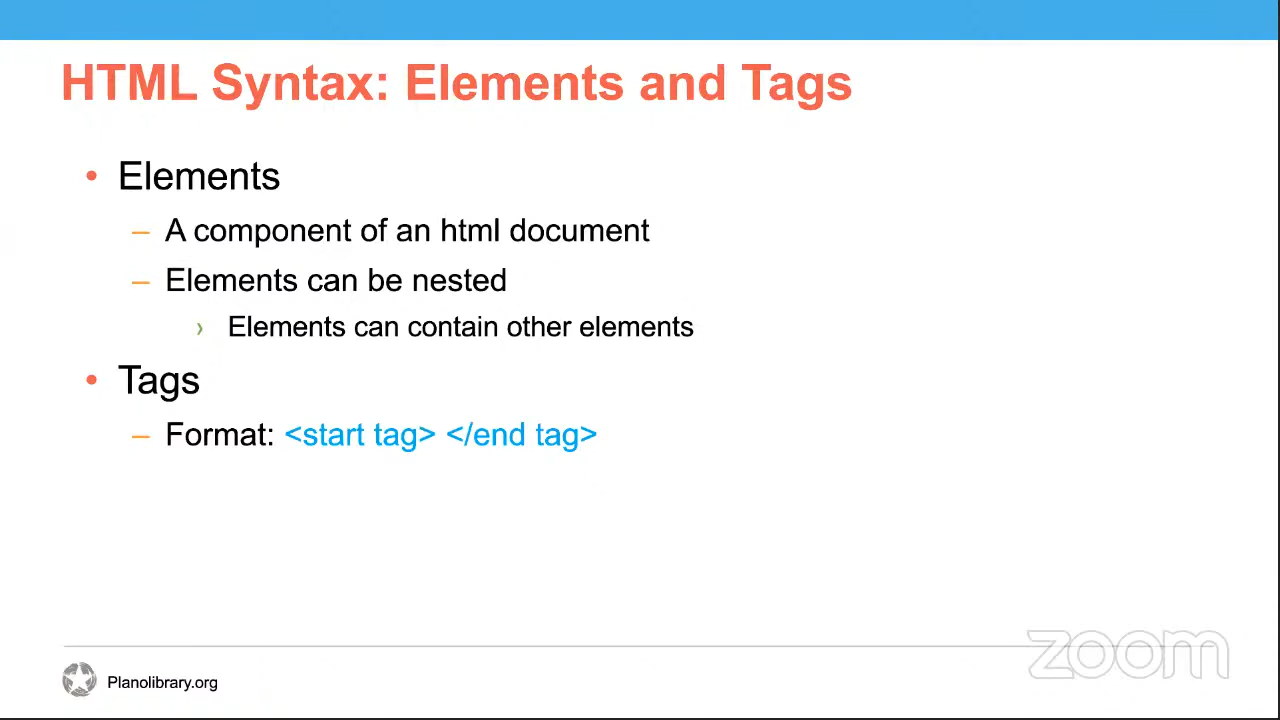 HTML Syntax: Elements and Tags
• Elements
– A component of an html document
– Elements can be nested
› Elements can contain other elements
• Tags
– Format: <start tag> </end tag>
zoom
Planolibrary.org